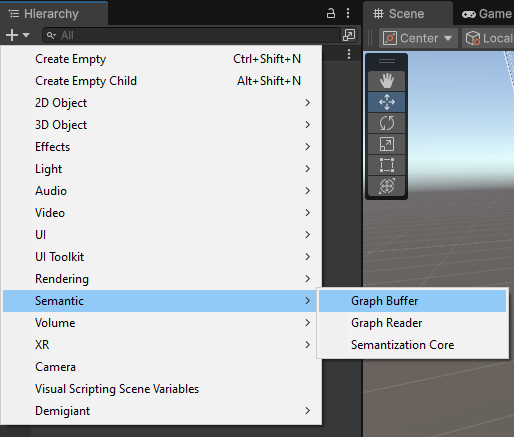 Hierarchy
Scene
Game
All
Center
Local
Create Empty Ctrl+Shift+N
Create Empty Child Alt+Shift+N
2D Object
3D Object
Effects
Light
Audio
Video
UI
UI Toolkit
Rendering
Semantic
Graph Buffer
Volume
Graph Reader
XR
Semantization Core
Camera
Visual Scripting Scene Variables
Demigiant